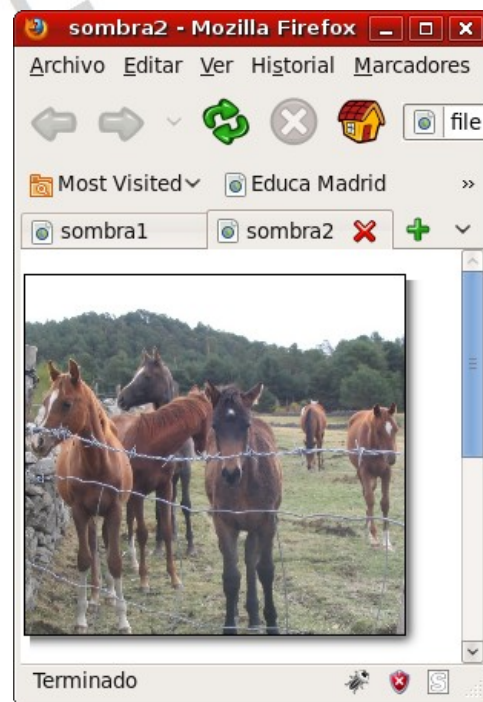 sombra2 - Mozilla Firefox
Archivo Editar Ver Historial Marcadores
file
Most Visited Educa Madrid »
sombra1 sombra2
Terminado